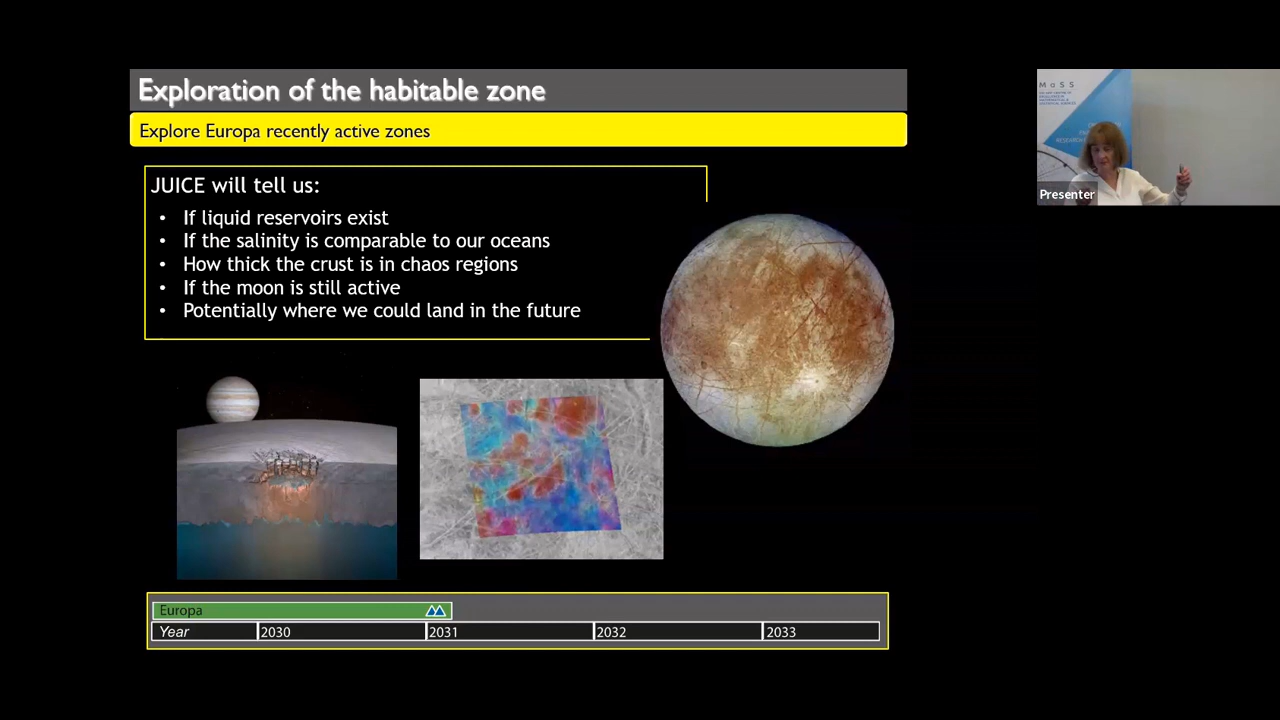 Exploration of the habitable zone
Explore Europa recently active zones
JUICE will tell us:
• If liquid reservoirs exist
• If the salinity is comparable to our oceans
• How thick the crust is in chaos regions
• If the moon is still active
• Potentially where we could land in the future
Europa
Year 2030 2031 2032 2033
M a S S
Presenter